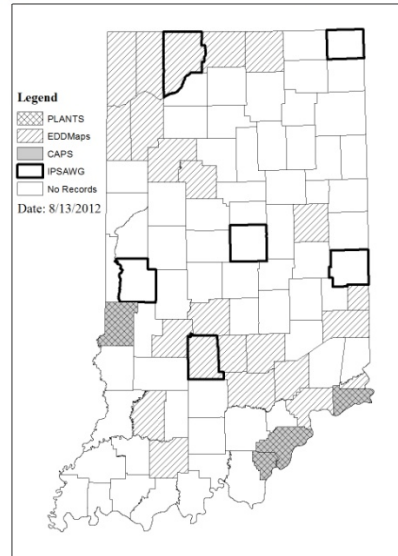 Legend
PLANTS
EDDMaps
CAPS
IPSAWG
No Records
Date: 8/13/2012